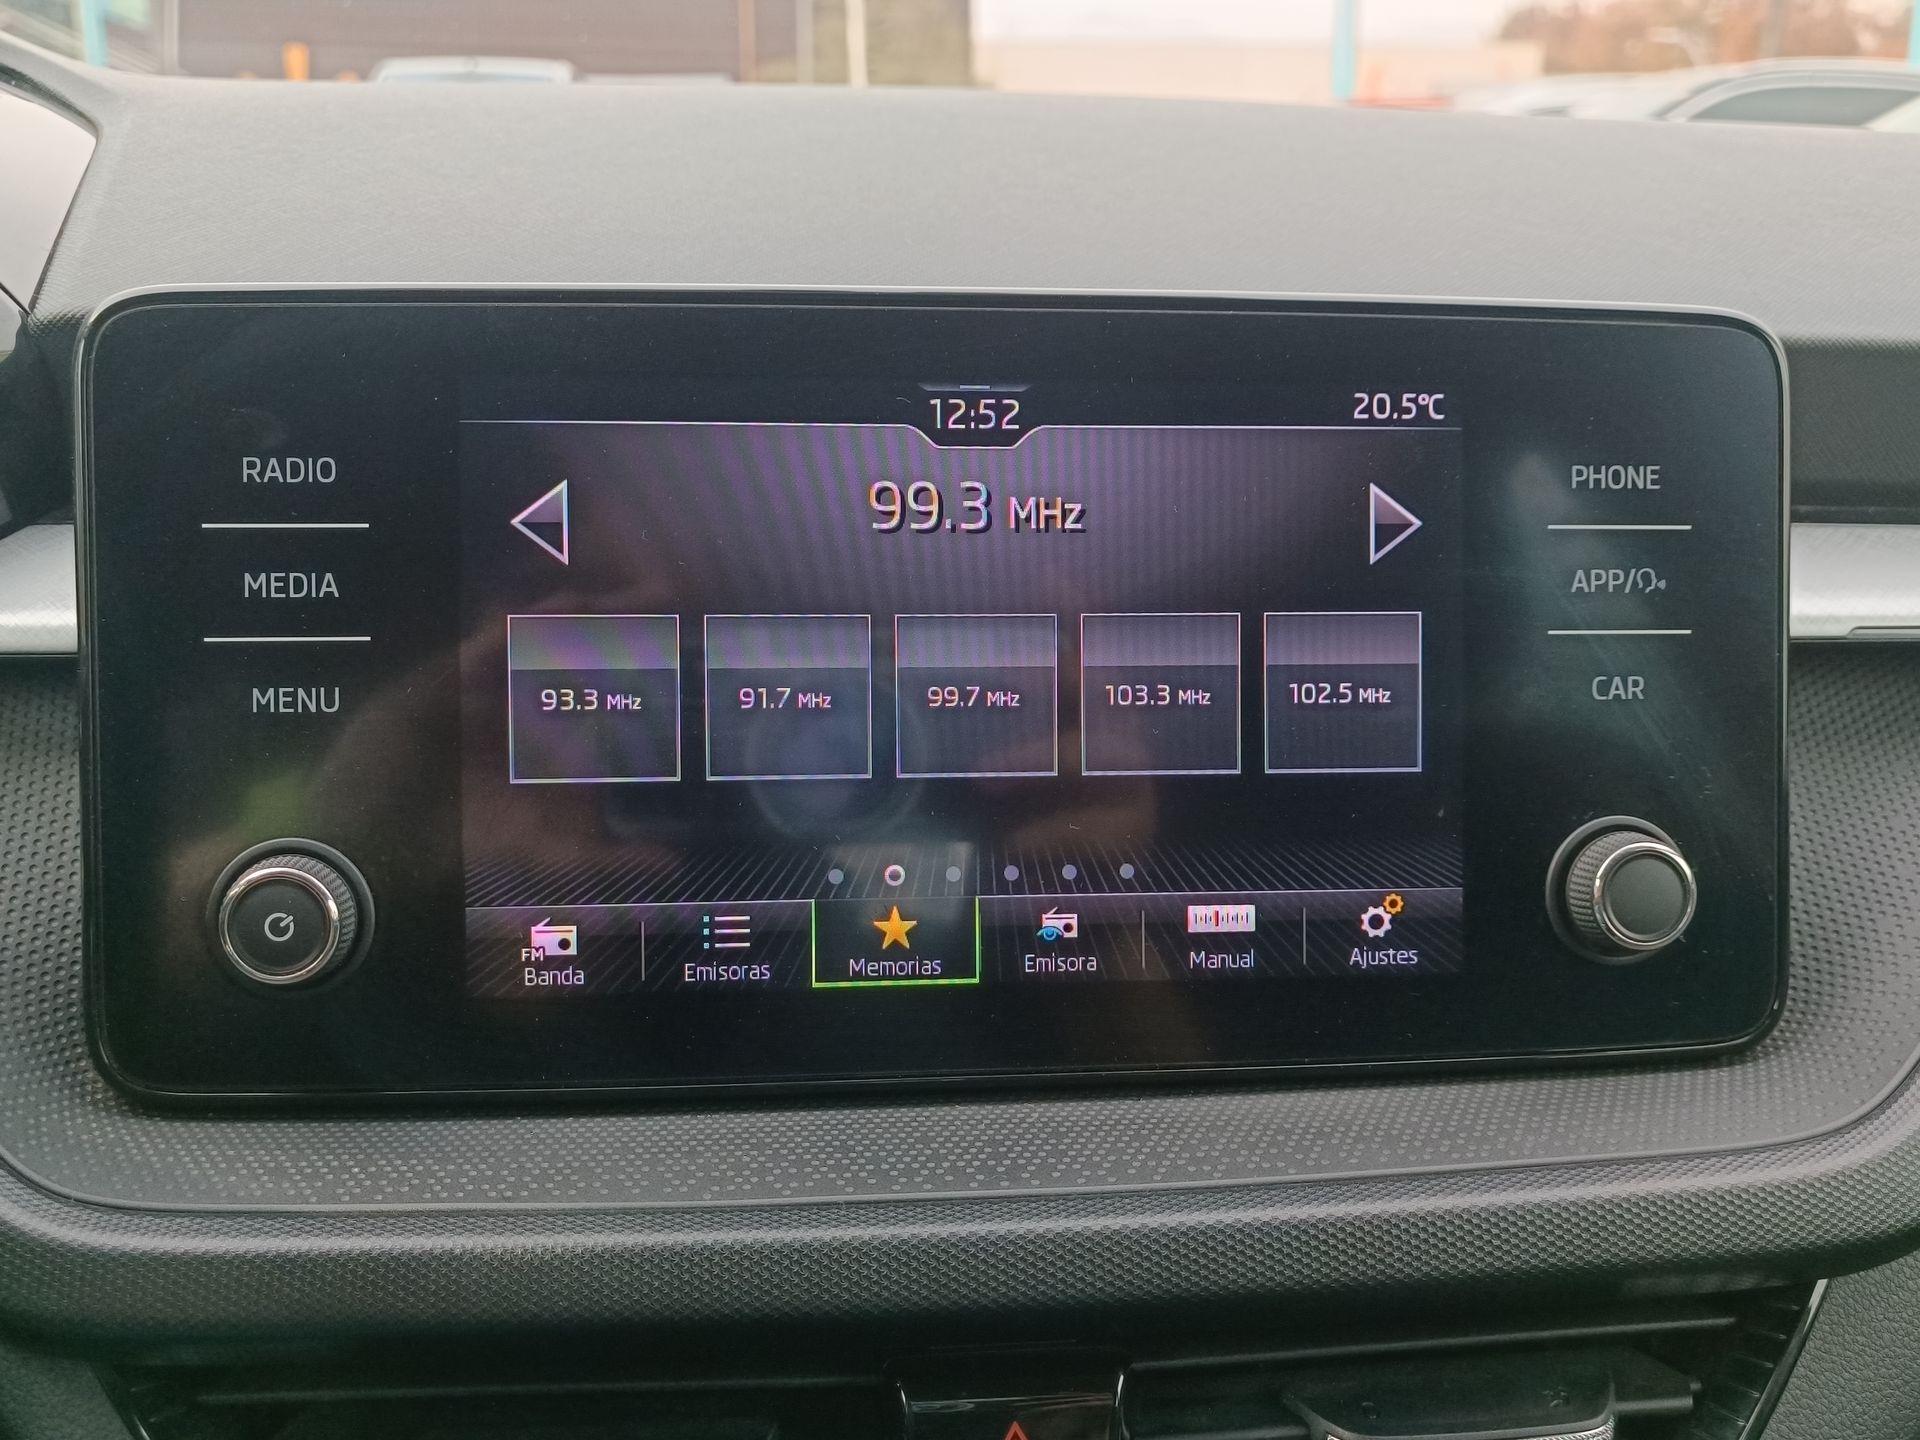 12:52
20.5°C
RADIO
MEDIA
MENU
99.3 MHz
93.3 MHz
91.7 MHz
99.7 MHz
103.3 MHz
102.5 MHz
FM
Banda
Emisoras
Memorias
Emisora
Manual
Ajustes
PHONE
APP/
CAR